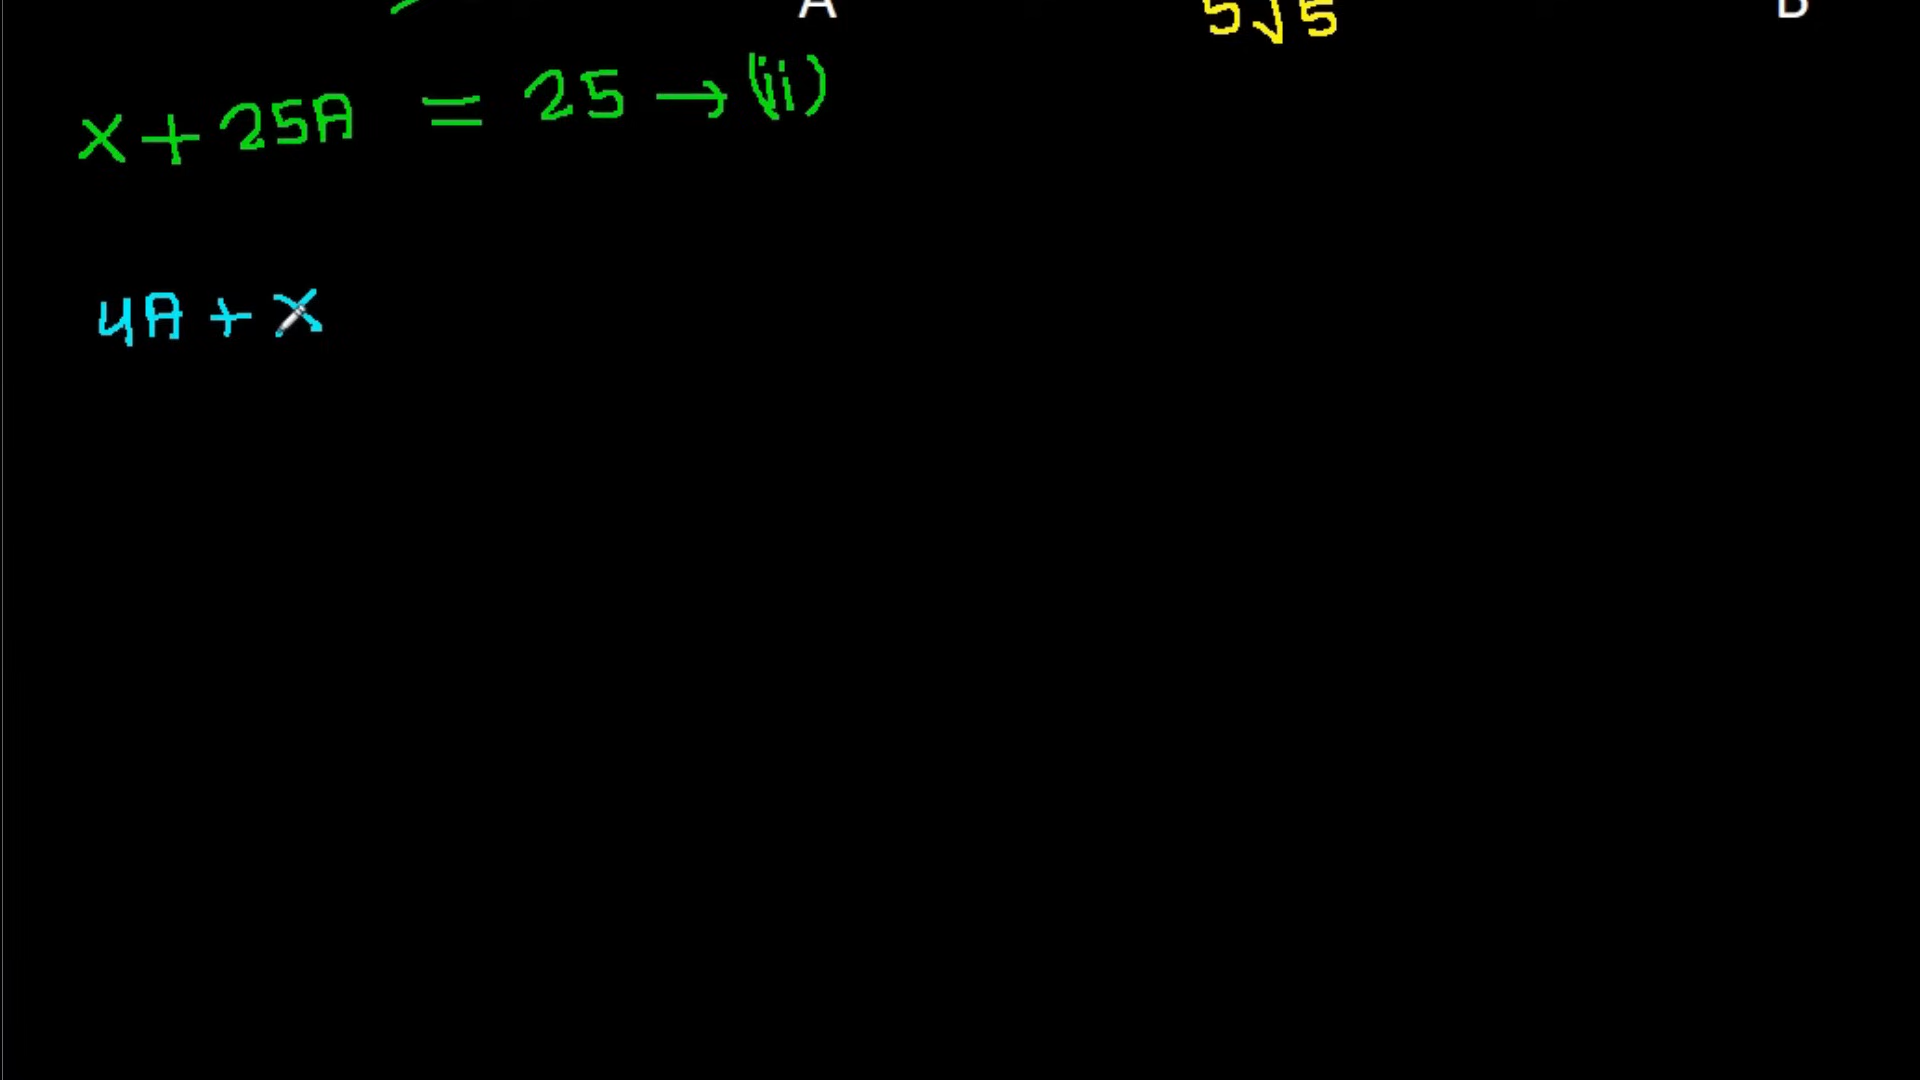 A 5√5 B
x + 25A = 25 → (ii)
4A + x